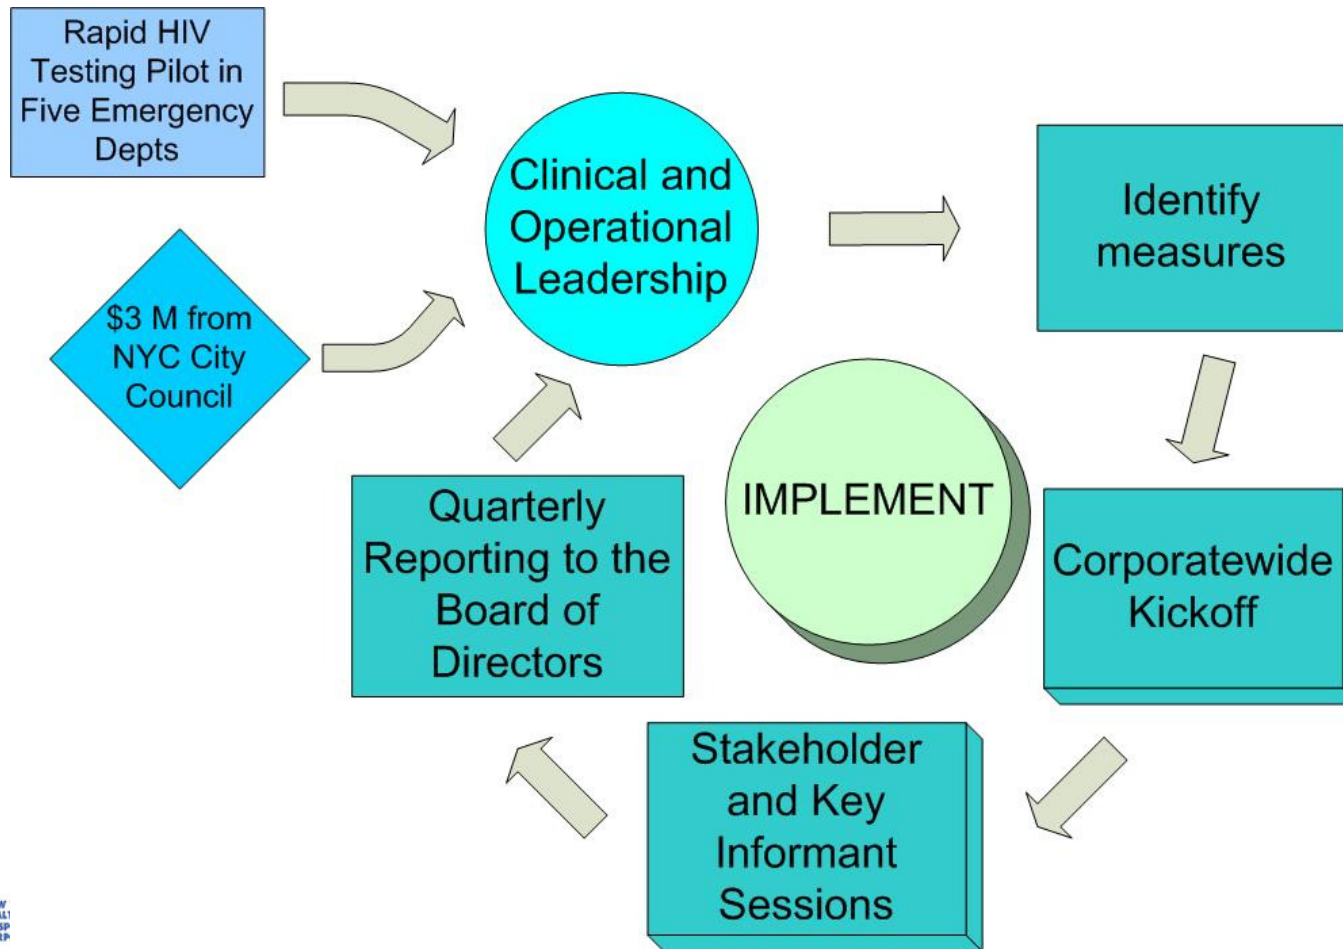 Rapid HIV
Testing Pilot in
Five Emergency
Depts
$3 M from
NYC City
Council
Clinical and
Operational
Leadership
Identify
measures
Corporatewide
Kickoff
Stakeholder
and Key
Informant
Sessions
Quarterly
Reporting to the
Board of
Directors
IMPLEMENT